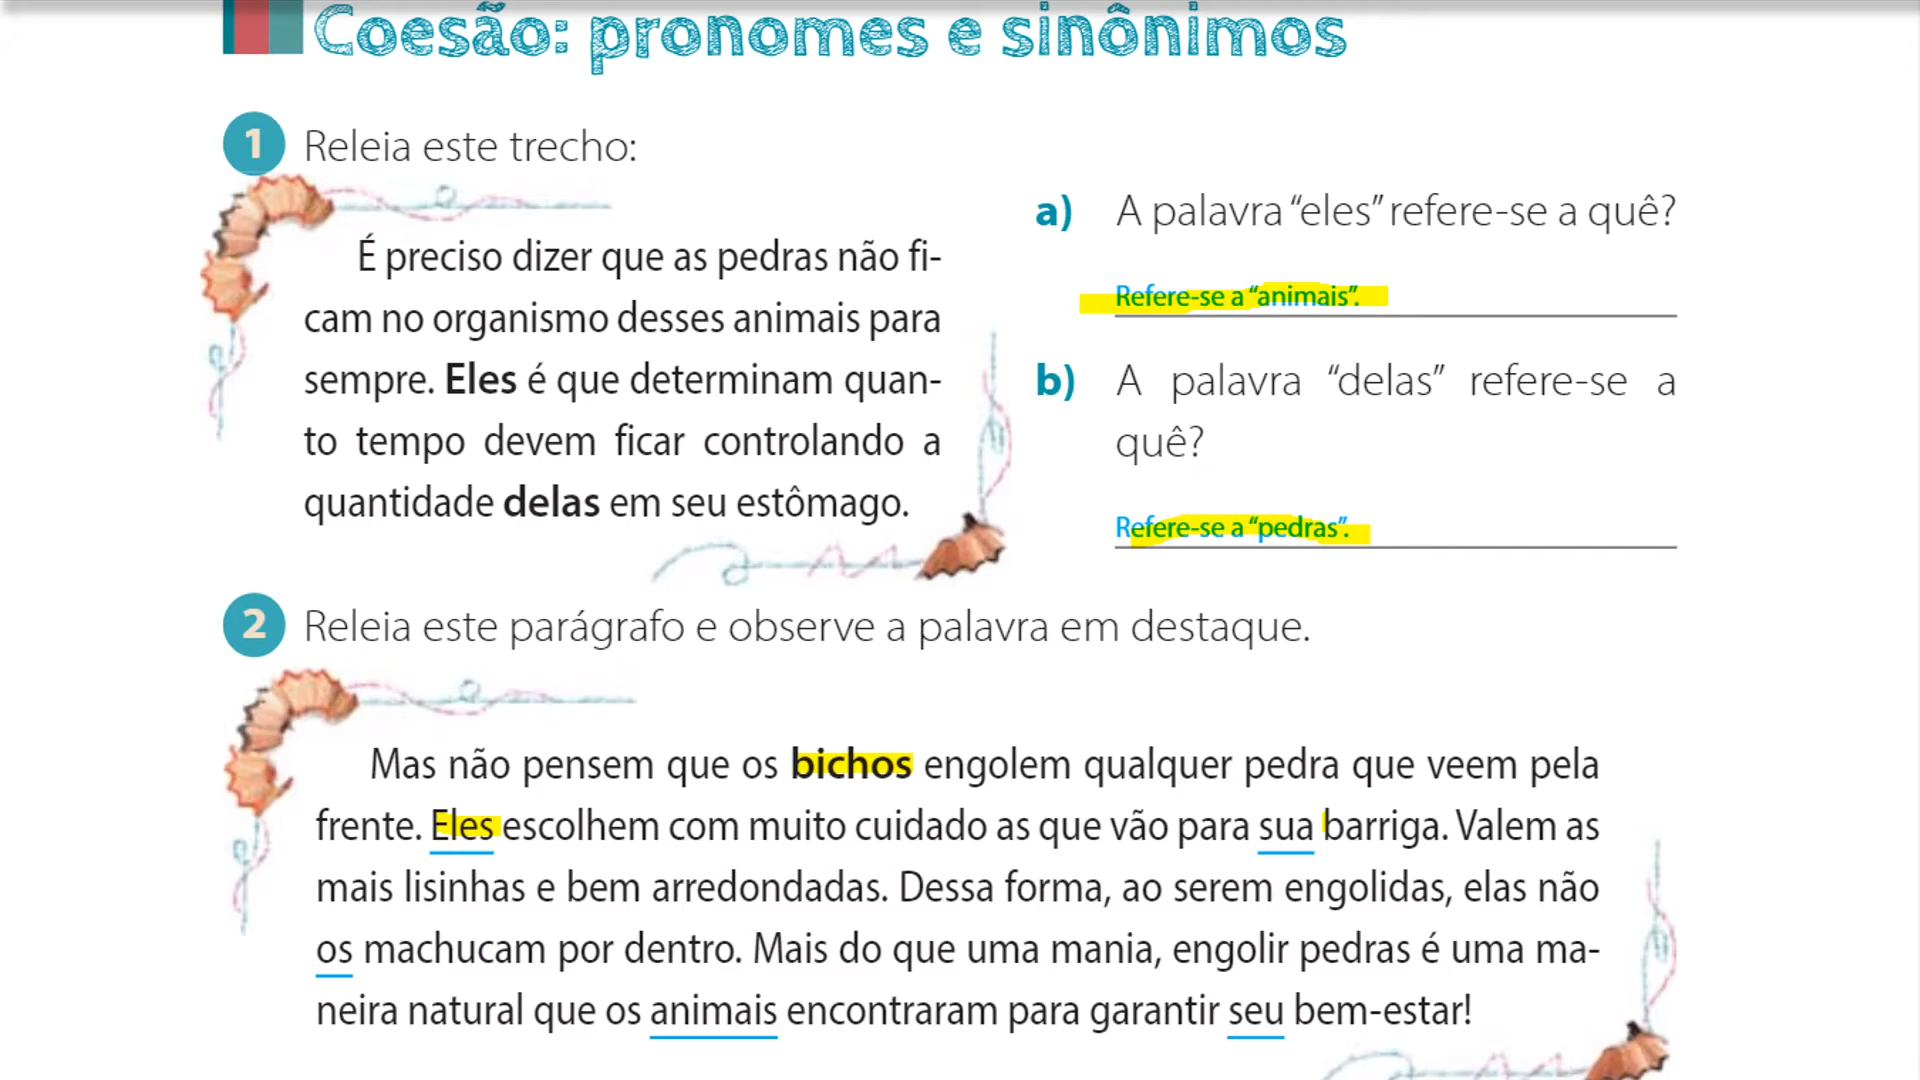 Coesão: pronomes e sinônimos
1 Releia este trecho:
É preciso dizer que as pedras não fi-
cam no organismo desses animais para
sempre. Eles é que determinam quan-
to tempo devem ficar controlando a
quantidade delas em seu estômago.
a) A palavra “eles” refere-se a quê?
Refere-se a “animais”.
b) A palavra “delas” refere-se a
quê?
Refere-se a “pedras”.
2 Releia este parágrafo e observe a palavra em destaque.
Mas não pensem que os bichos engolem qualquer pedra que veem pela
frente. Eles escolhem com muito cuidado as que vão para sua barriga. Valem as
mais lisinhas e bem arredondadas. Dessa forma, ao serem engolidas, elas não
os machucam por dentro. Mais do que uma mania, engolir pedras é uma ma-
neira natural que os animais encontraram para garantir seu bem-estar!